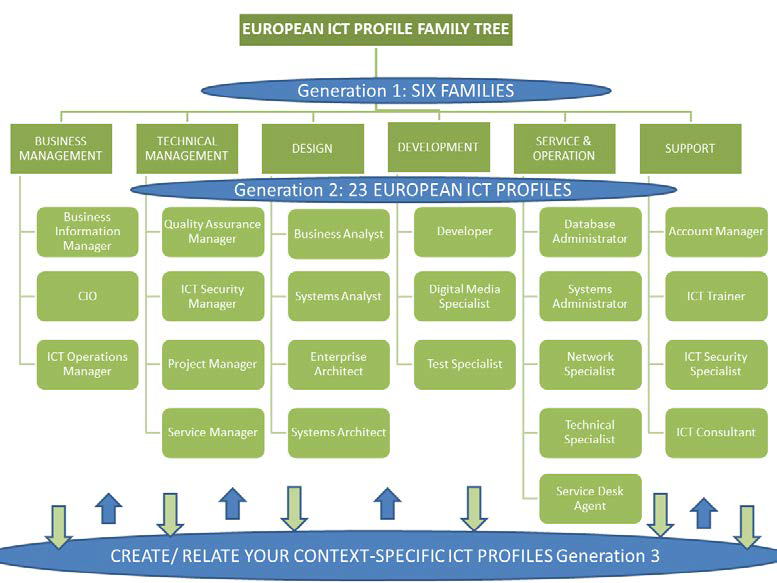 EUROPEAN ICT PROFILE FAMILY TREE
Generation 1: SIX FAMILIES
BUSINESS
MANAGEMENT
TECHNICAL
MANAGEMENT
DESIGN
DEVELOPMENT
SERVICE &
OPERATION
SUPPORT
Generation 2: 23 EUROPEAN ICT PROFILES
Business
Information
Manager
CIO
ICT Operations
Manager
Quality Assurance
Manager
ICT Security
Manager
Project Manager
Service Manager
Business Analyst
Systems Analyst
Enterprise
Architect
Systems Architect
Developer
Digital Media
Specialist
Test Specialist
Database
Administrator
Systems
Administrator
Network
Specialist
Technical
Specialist
Service Desk
Agent
Account Manager
ICT Trainer
ICT Security
Specialist
ICT Consultant
CREATE/ RELATE YOUR CONTEXT-SPECIFIC ICT PROFILES Generation 3